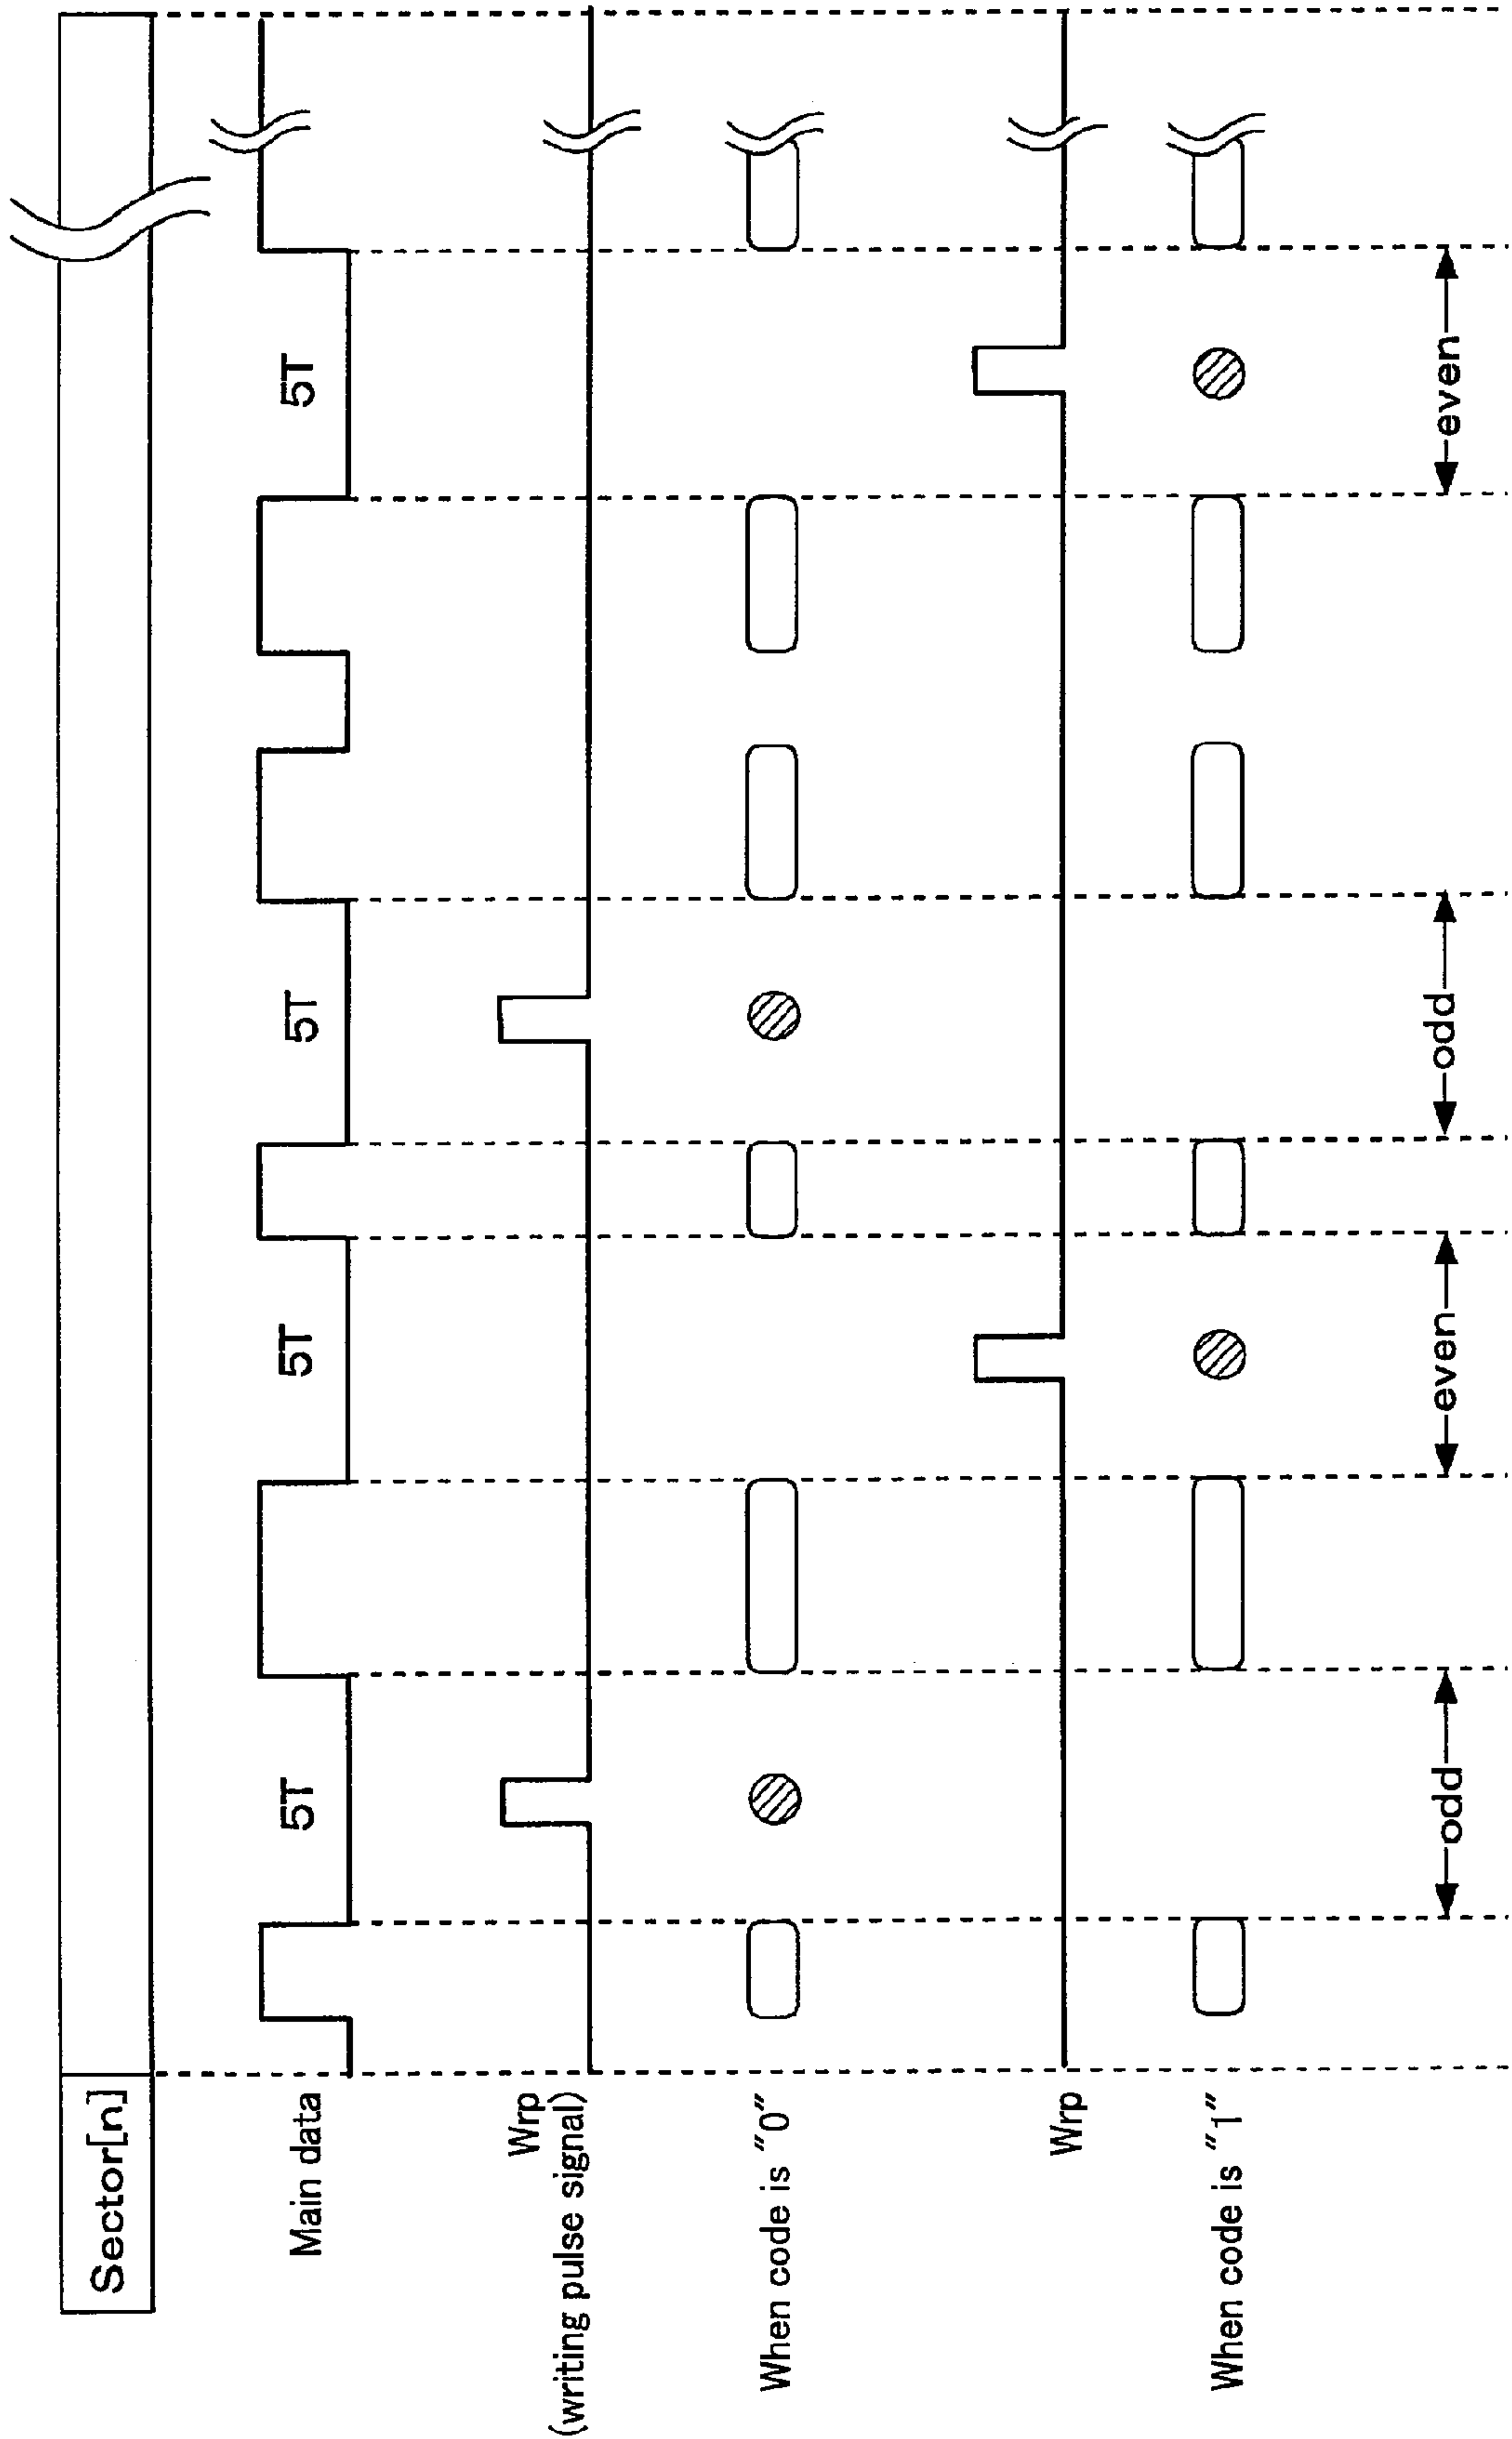 Sector[n]
Main data
5T
5T
5T
5T
Wrp
(writing pulse signal)
When code is "0"
Wrp
When code is "1"
odd
even
odd
even